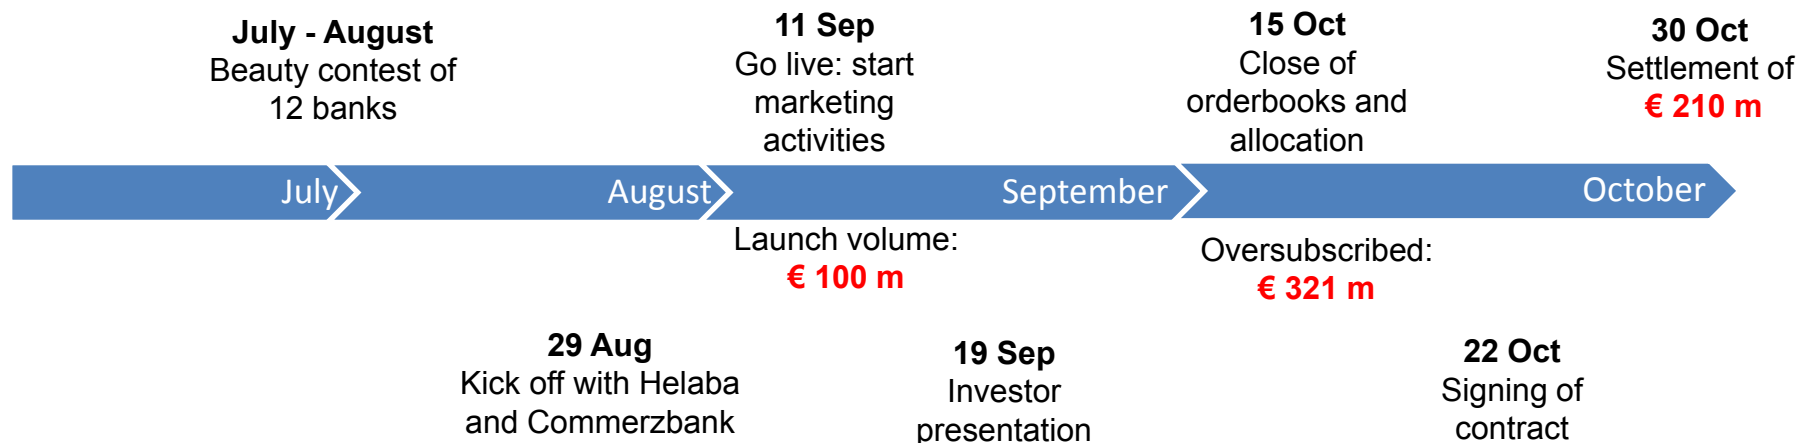 July - August
Beauty contest of
12 banks
11 Sep
Go live: start
marketing
activities
15 Oct
Close of
orderbooks and
allocation
30 Oct
Settlement of
€ 210 m
July
August
September
October
Launch volume:
€ 100 m
Oversubscribed:
€ 321 m
29 Aug
Kick off with Helaba
and Commerzbank
19 Sep
Investor
presentation
22 Oct
Signing of
contract